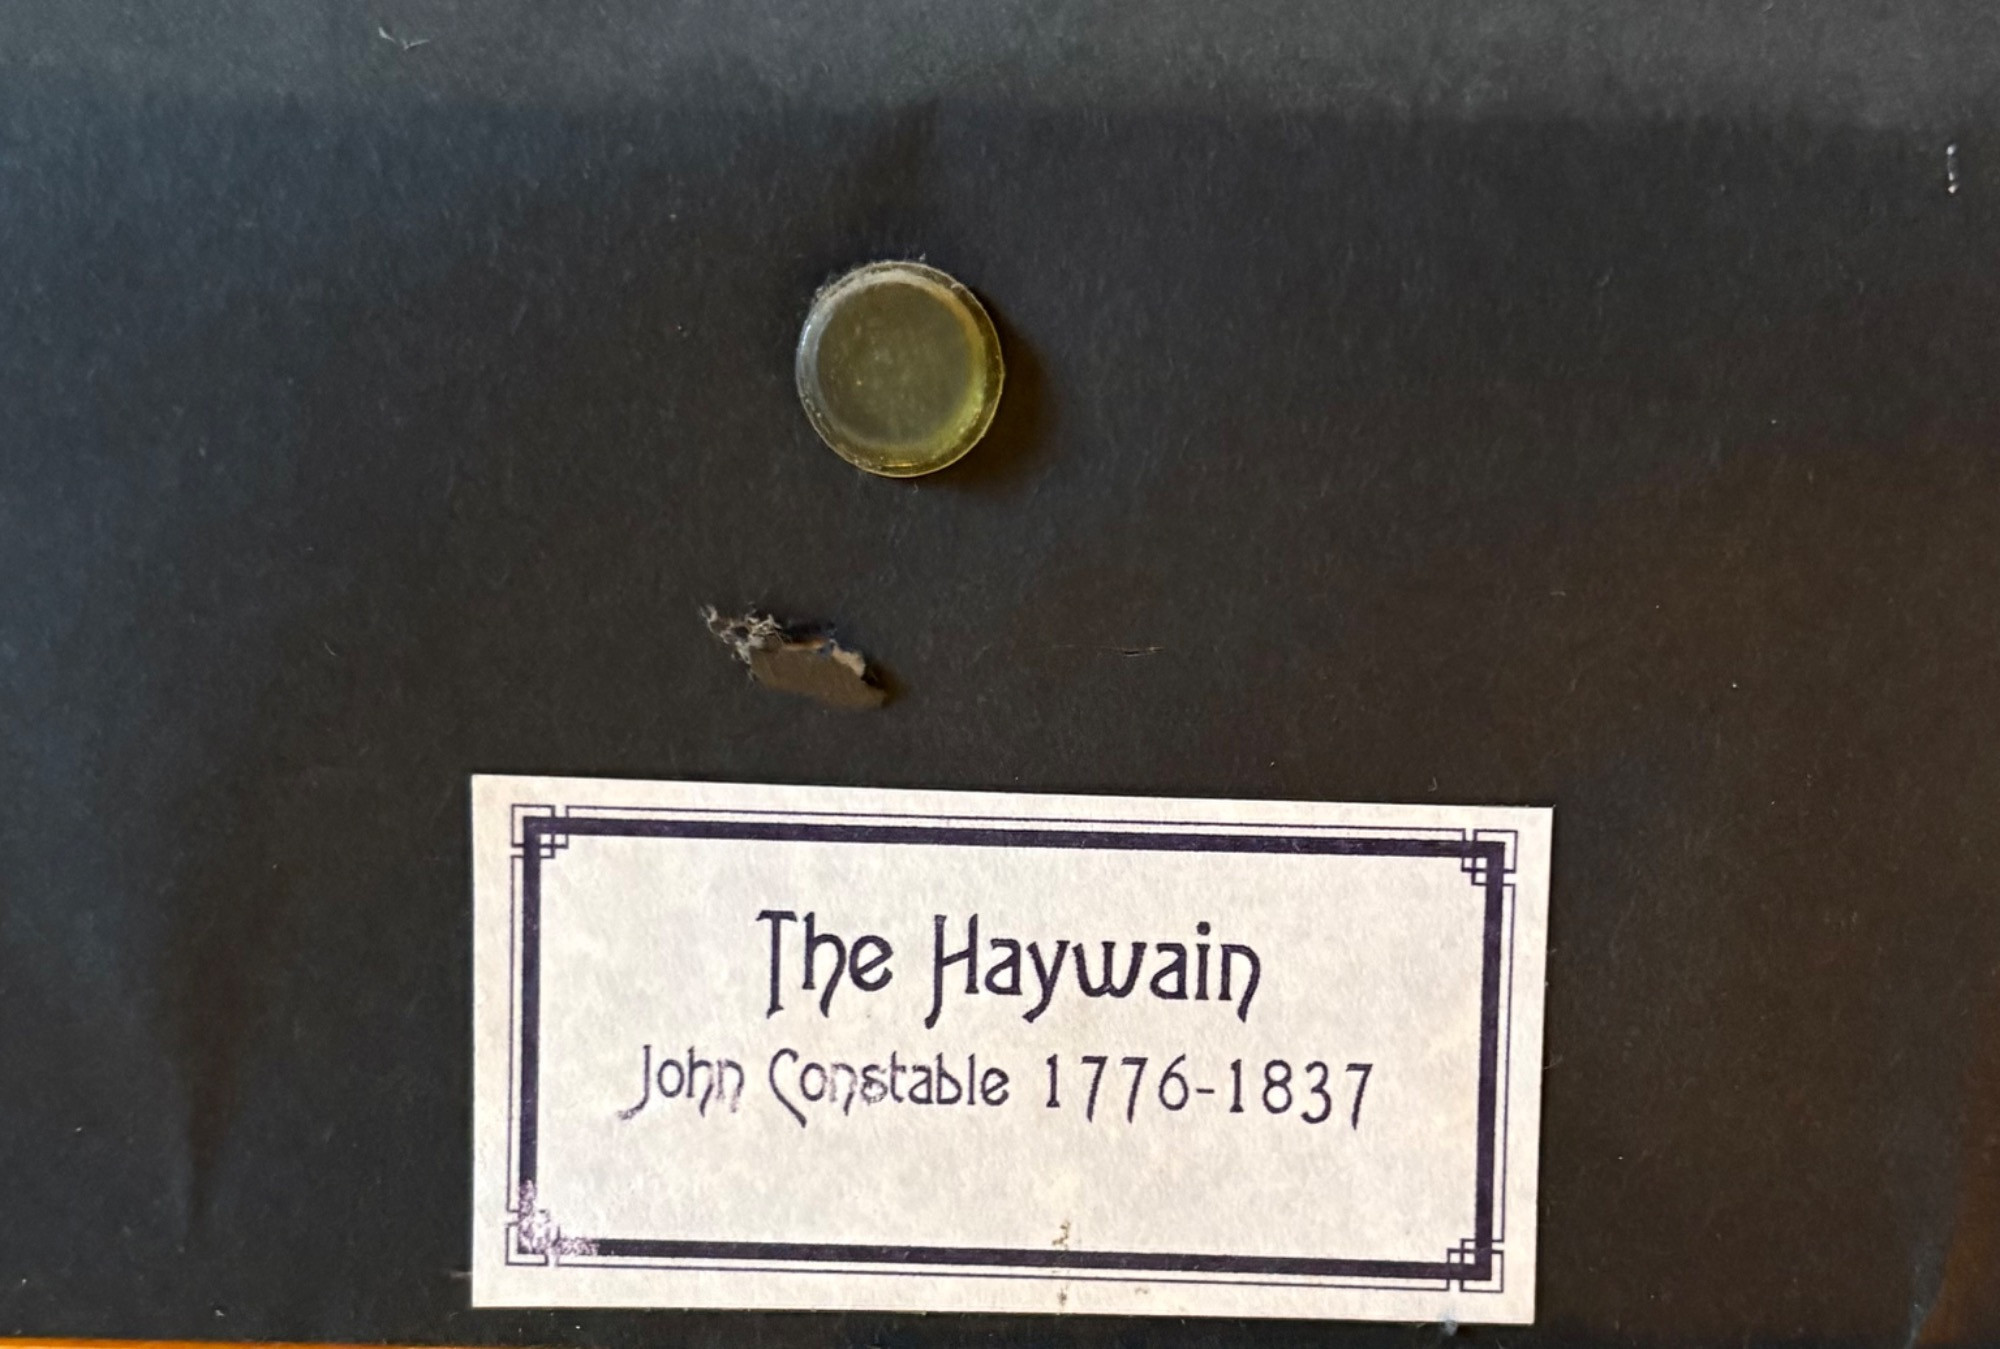 The Haywain
John Constable 1776-1837